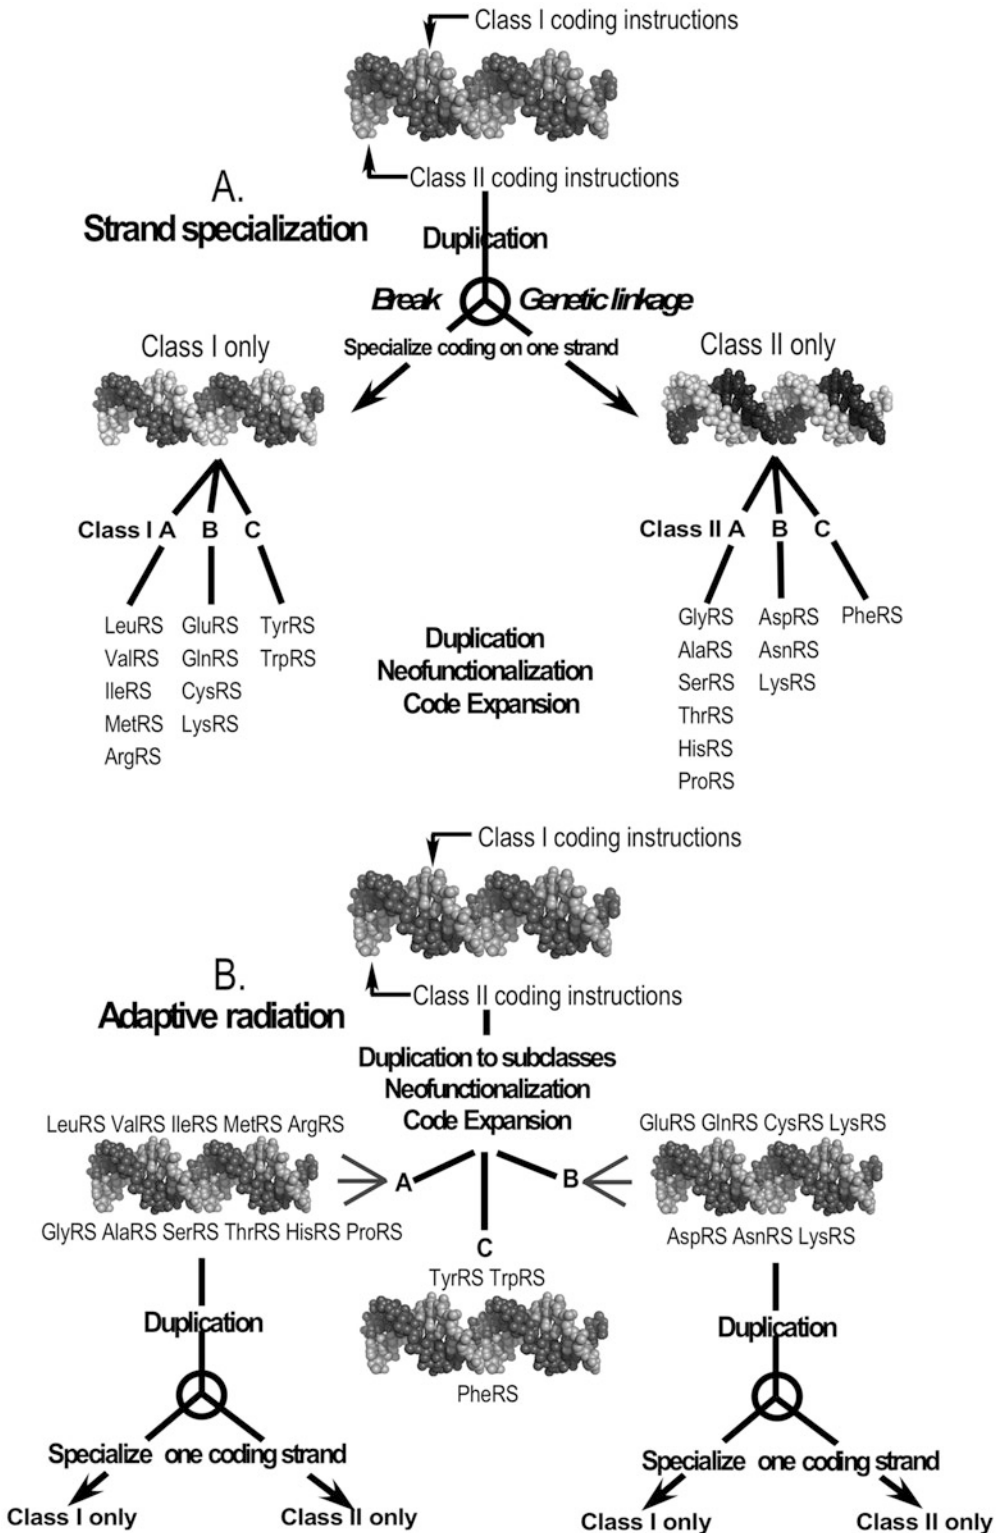 Class I coding instructions
Class II coding instructions
A.
Strand specialization
Duplication
Break Genetic linkage
Specialize coding on one strand
Class I only
Class II only
Class I A B C
LeuRS GluRS TyrRS
ValRS GlnRS TrpRS
IleRS CysRS
MetRS LysRS
ArgRS
Class II A B C
GlyRS AspRS PheRS
AlaRS AsnRS
SerRS LysRS
ThrRS
HisRS
ProRS
Duplication
Neofunctionalization
Code Expansion
Class I coding instructions
Class II coding instructions
B.
Adaptive radiation
Duplication to subclasses
Neofunctionalization
Code Expansion
LeuRS ValRS IleRS MetRS ArgRS
GlyRS AlaRS SerRS ThrRS HisRS ProRS
A
B
GluRS GlnRS CysRS LysRS
AspRS AsnRS LysRS
C
TyrRS TrpRS
PheRS
Duplication
Specialize one coding strand
Class I only
Class II only
Duplication
Specialize one coding strand
Class I only
Class II only